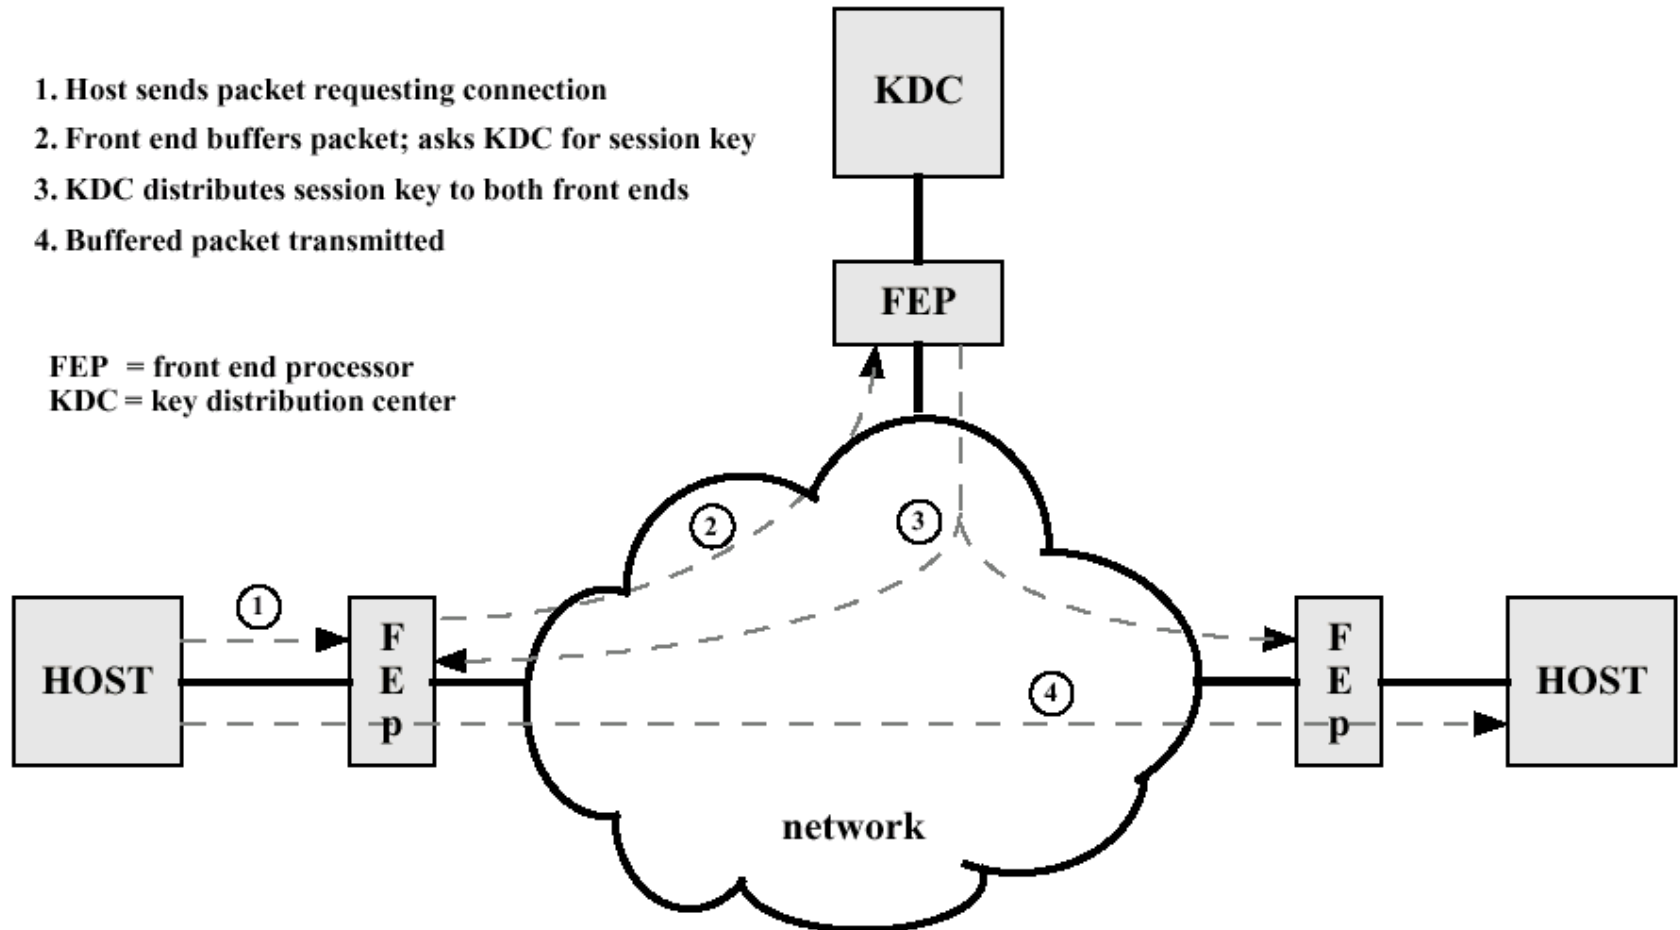 1. Host sends packet requesting connection
2. Front end buffers packet; asks KDC for session key
3. KDC distributes session key to both front ends
4. Buffered packet transmitted
FEP = front end processor
KDC = key distribution center
KDC
FEP
2
3
1
HOST
F
E
p
4
F
E
p
HOST
network